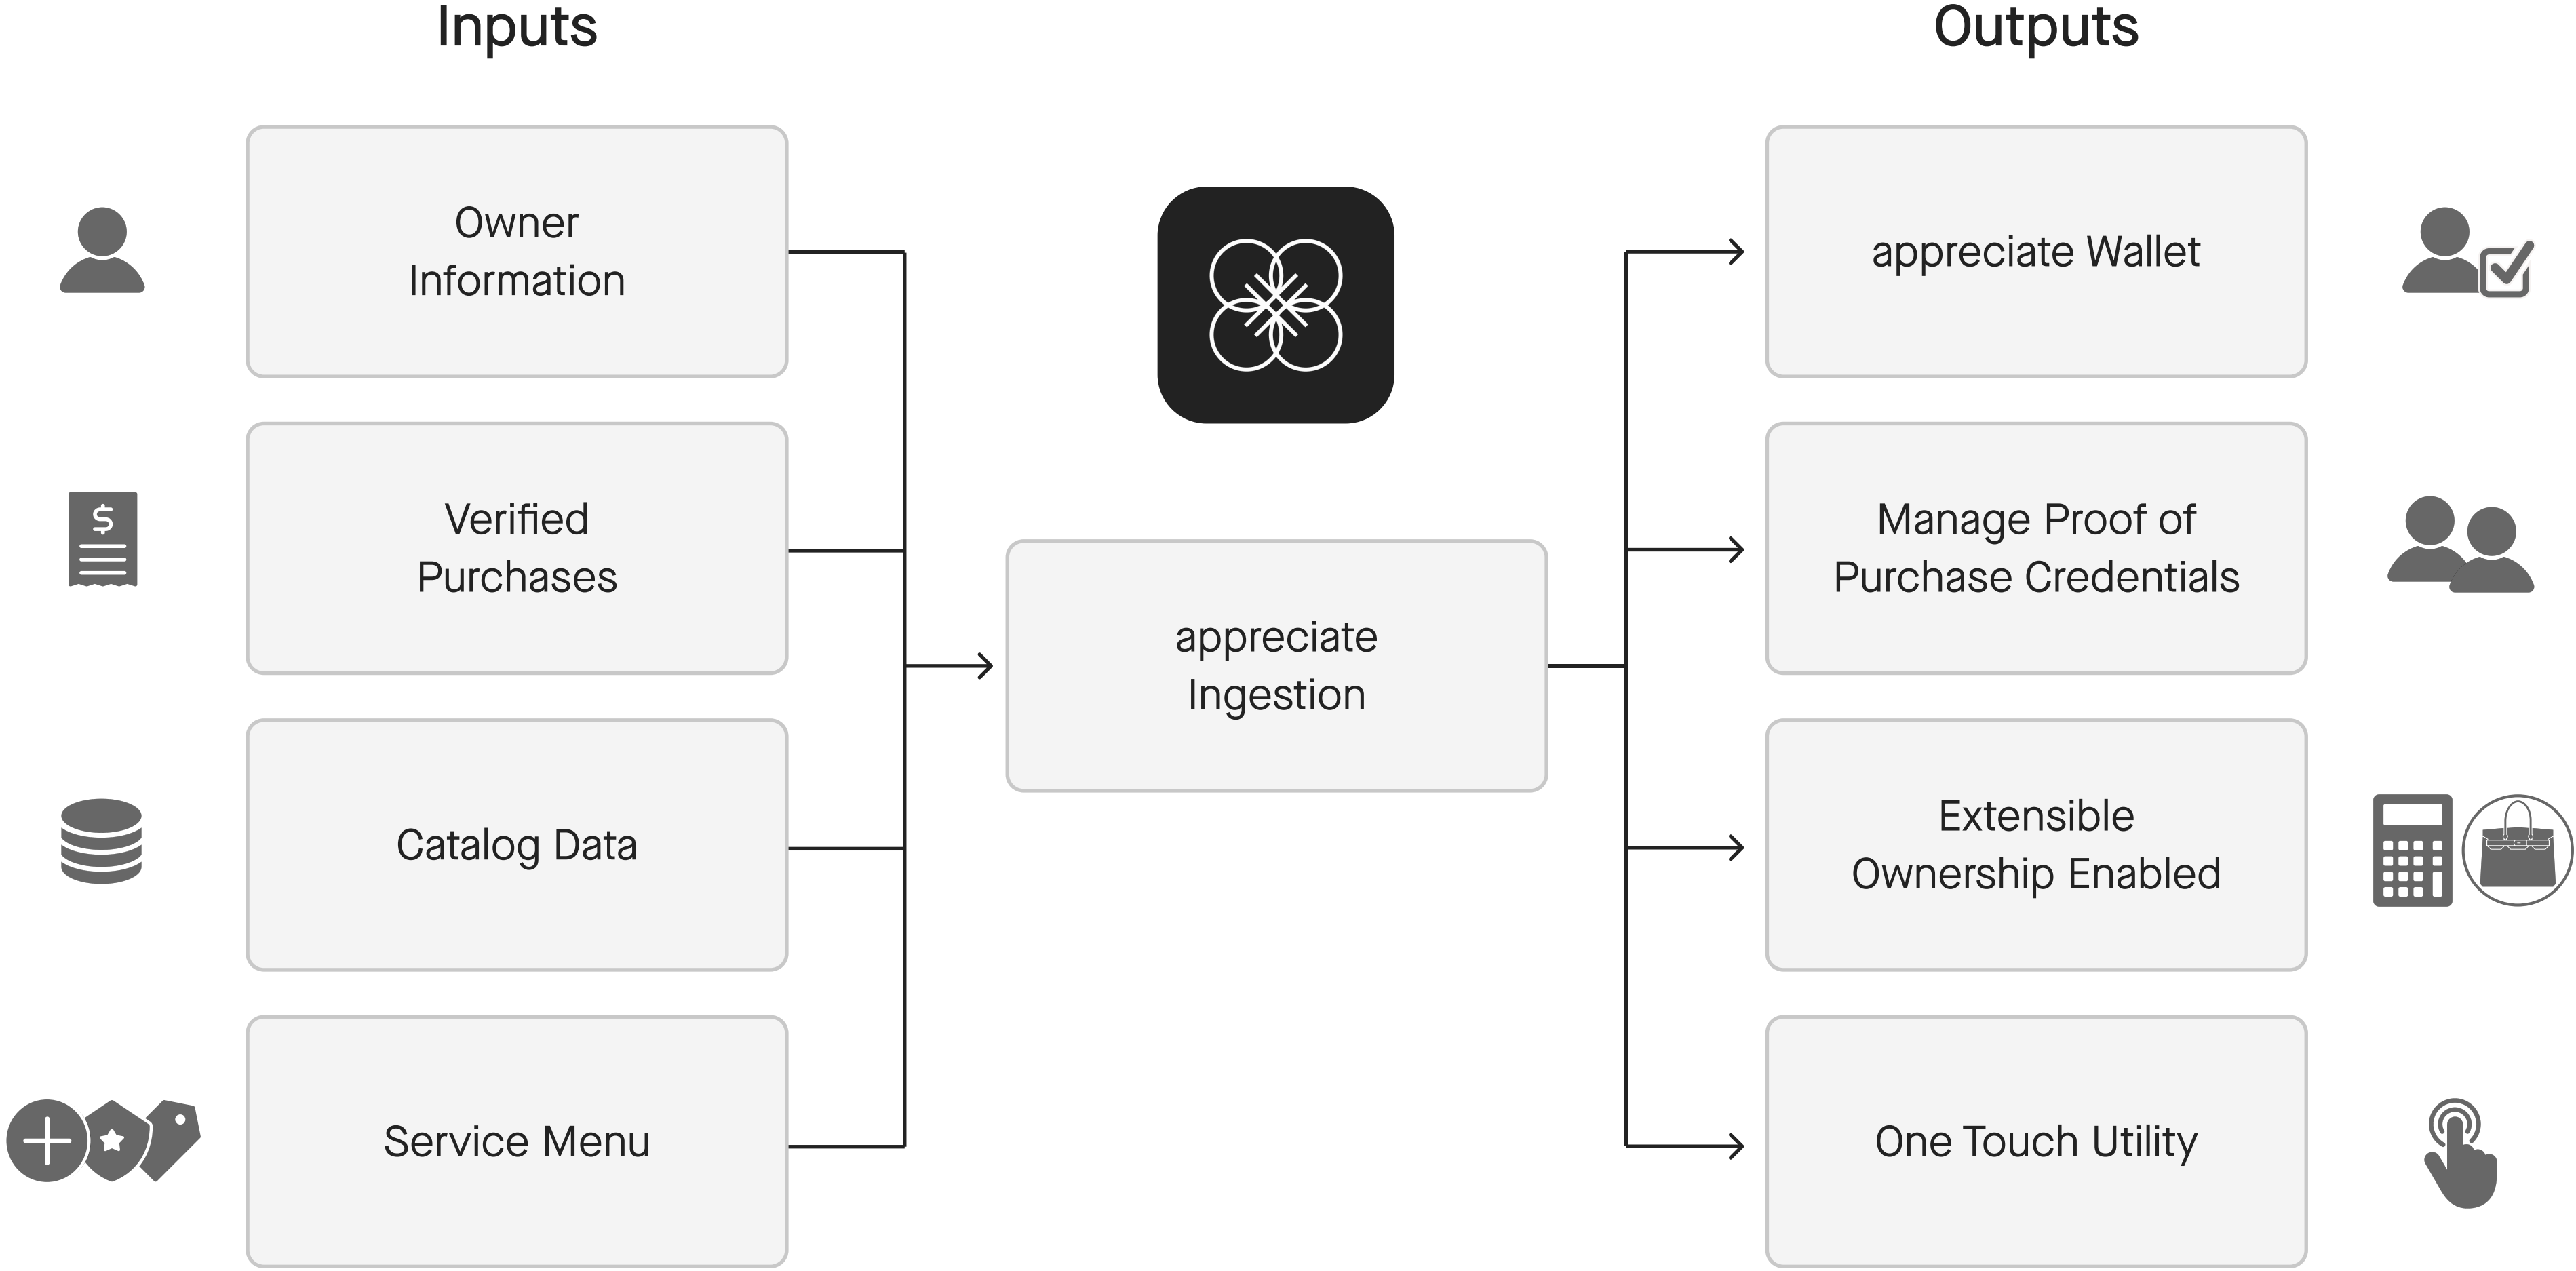 Inputs
Outputs
Owner
Information
Verified
Purchases
Catalog Data
Service Menu
appreciate
Ingestion
appreciate Wallet
Manage Proof of
Purchase Credentials
Extensible
Ownership Enabled
One Touch Utility
$